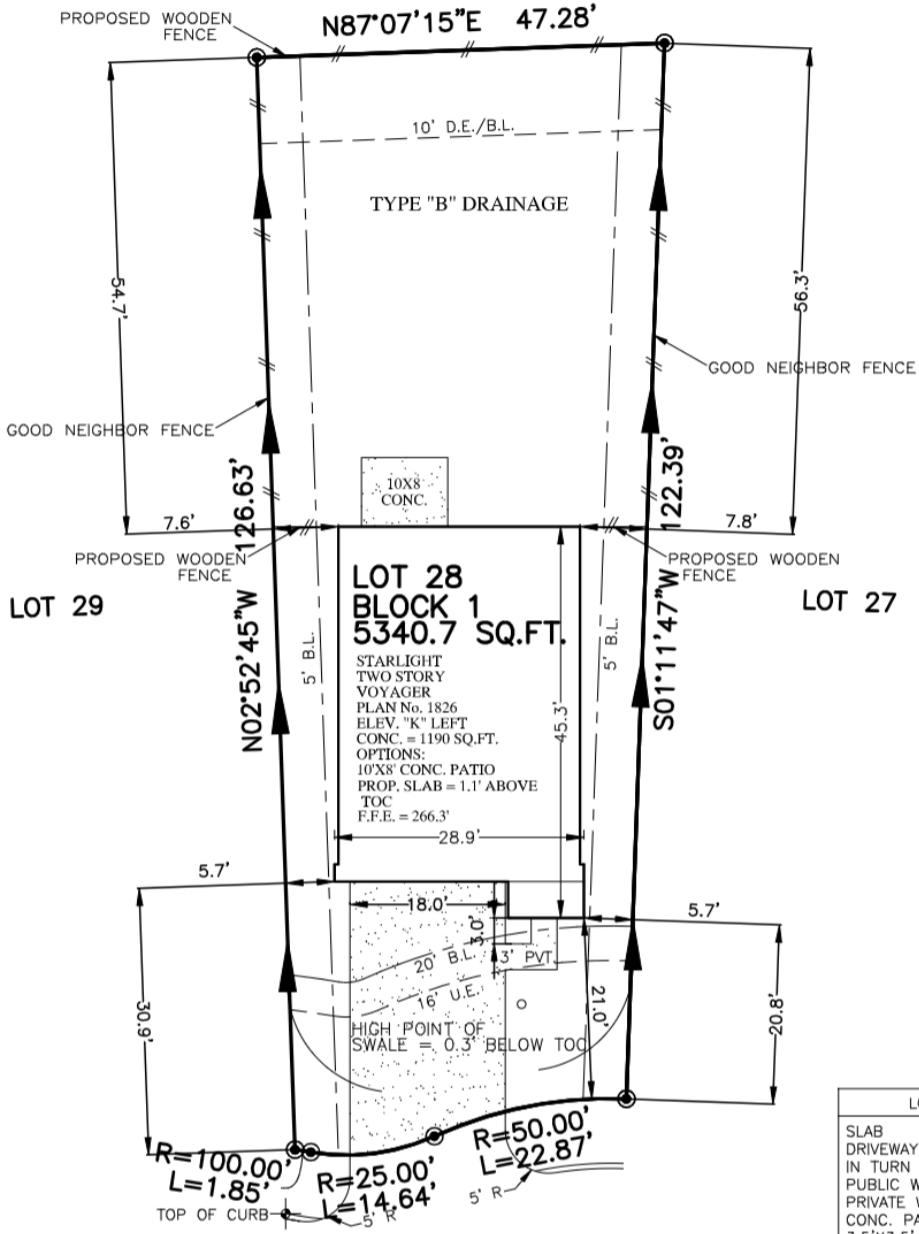 PROPOSED WOODEN
FENCE
N87°07'15"E 47.28'
10' D.E./B.L.
TYPE "B" DRAINAGE
54.7'
56.3'
GOOD NEIGHBOR FENCE
GOOD NEIGHBOR FENCE
10X8
CONC.
N02°52'45"W 126.63'
S01°11'47"W 122.39'
7.6'
7.8'
PROPOSED WOODEN
FENCE
PROPOSED WOODEN
FENCE
LOT 29
LOT 27
LOT 28
BLOCK 1
5340.7 SQ.FT.
5' B.L.
5' B.L.
STARLIGHT
TWO STORY
VOYAGER
PLAN No. 1826
ELEV. "K" LEFT
CONC. = 1190 SQ.FT.
OPTIONS:
10'X8' CONC. PATIO
PROP. SLAB = 1.1' ABOVE
TOC
F.F.E. = 266.3'
45.3'
28.9'
5.7'
5.7'
18.0'
3.0'
3' PVT.
20' B.L.
16' U.E.
30.9'
21.0'
20.8'
HIGH POINT OF
SWALE = 0.3' BELOW TOC
R=100.00'
L=1.85'
R=25.00'
L=14.64'
R=50.00'
L=22.87'
5' R
5' R
TOP OF CURB
LO
SLAB
DRIVEWAY
IN TURN
PUBLIC W
PRIVATE W
CONC. PA